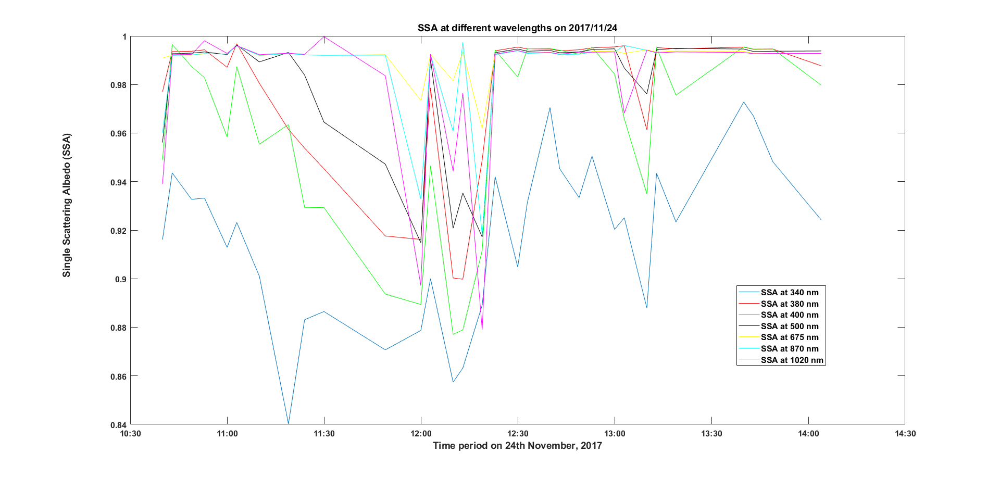 SSA at different wavelengths on 2017/11/24
1
0.98
0.96
0.94
0.92
0.9
0.88
0.86
0.84
Single Scattering Albedo (SSA)
10:30 11:00 11:30 12:00 12:30 13:00 13:30 14:00 14:30
Time period on 24th November, 2017
SSA at 340 nm
SSA at 380 nm
SSA at 400 nm
SSA at 500 nm
SSA at 675 nm
SSA at 870 nm
SSA at 1020 nm